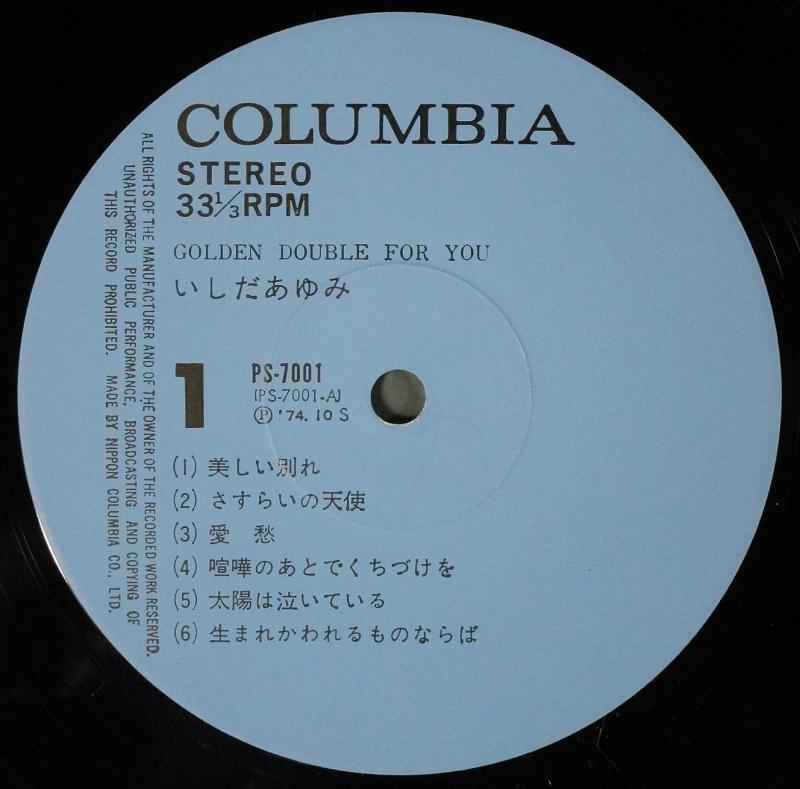 COLUMBIA
STEREO
33⅓RPM
GOLDEN DOUBLE FOR YOU
いしだあゆみ
1
PS-7001
(PS-7001-A)
Ⓟ '74.10 S
(1) 美しい別れ
(2) さすらいの天使
(3) 愛 愁
(4) 喧嘩のあとでくちづけを
(5) 太陽は泣いている
(6) 生まれかわれるものならば
ALL RIGHTS OF THE MANUFACTURER AND OF THE OWNER OF THE RECORDED WORK RESERVED.
UNAUTHORIZED PUBLIC PERFORMANCE, BROADCASTING AND COPYING OF
THIS RECORD PROHIBITED. MADE BY NIPPON COLUMBIA CO., LTD.